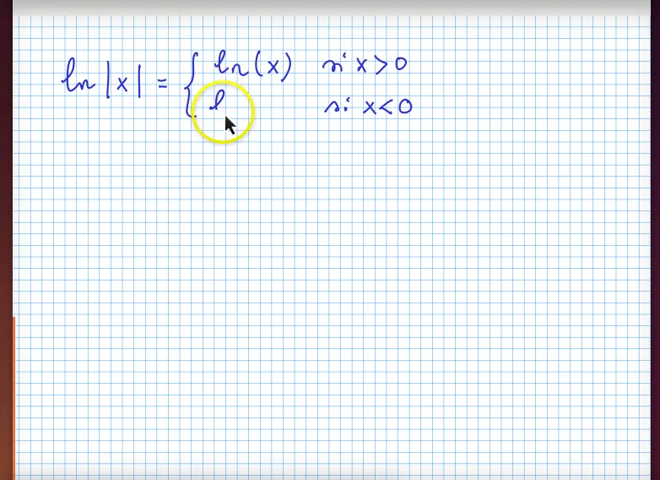 ln |x| = { ln(x) si x > 0
l si x < 0